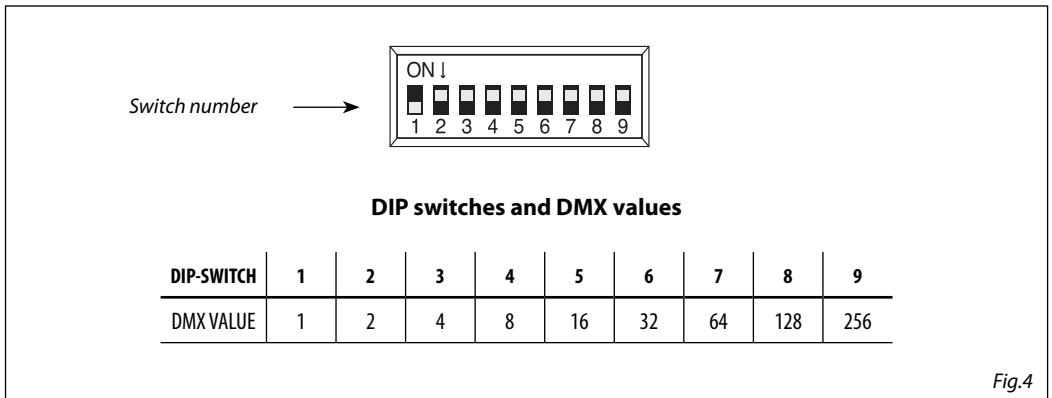 ON ↓
Switch number
1 2 3 4 5 6 7 8 9
DIP switches and DMX values
DIP-SWITCH 1 2 3 4 5 6 7 8 9
DMX VALUE 1 2 4 8 16 32 64 128 256
Fig.4